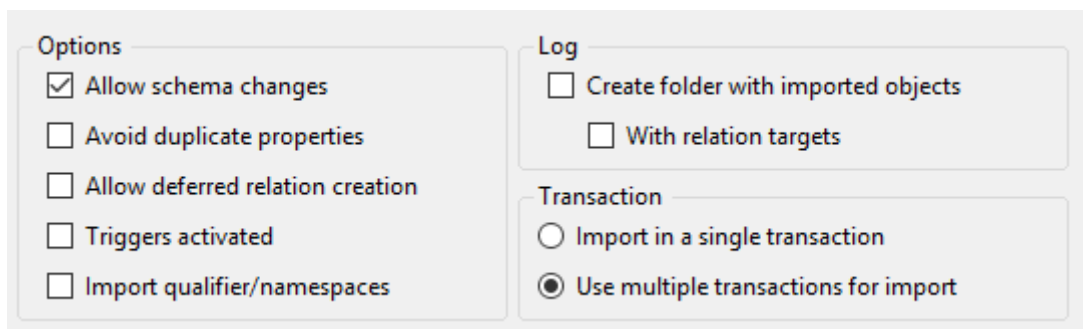 Options
Allow schema changes
Avoid duplicate properties
Allow deferred relation creation
Triggers activated
Import qualifier/namespaces
Log
Create folder with imported objects
With relation targets
Transaction
Import in a single transaction
Use multiple transactions for import